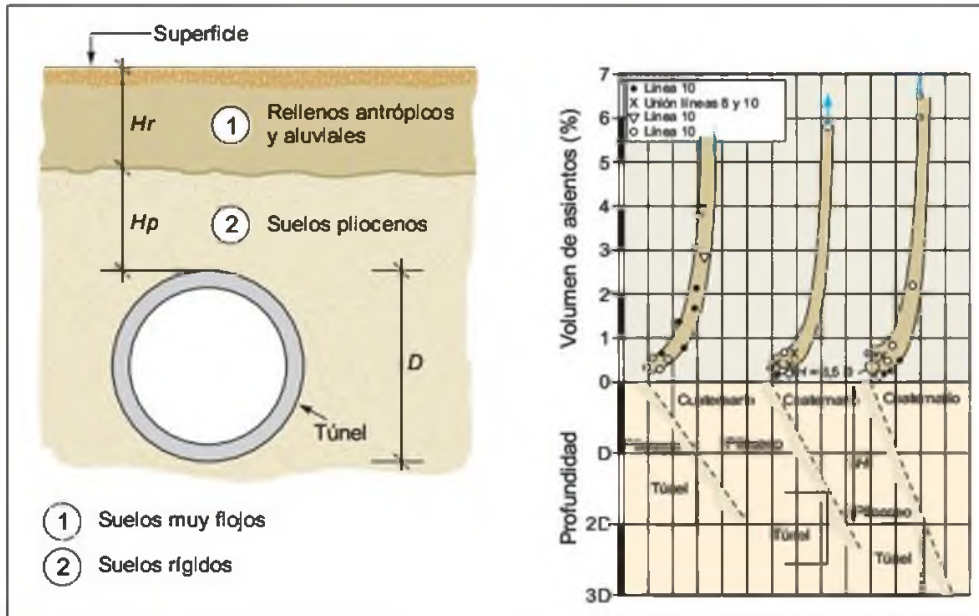 Superficie
Hr
1
Rellenos antrópicos
y aluviales
Hp
2
Suelos pliocenos
D
Túnel
1 Suelos muy flojos
2 Suelos rígidos
Volumen de asientos (%)
7
6
5
4
3
2
1
0
Línea 10
Unión líneas 8 y 10
Línea 10
Línea 10
Cuaternario
Cuaternario
Cuaternario
Profundidad
D
2D
3D
Túnel
Túnel
Plioceno
Túnel